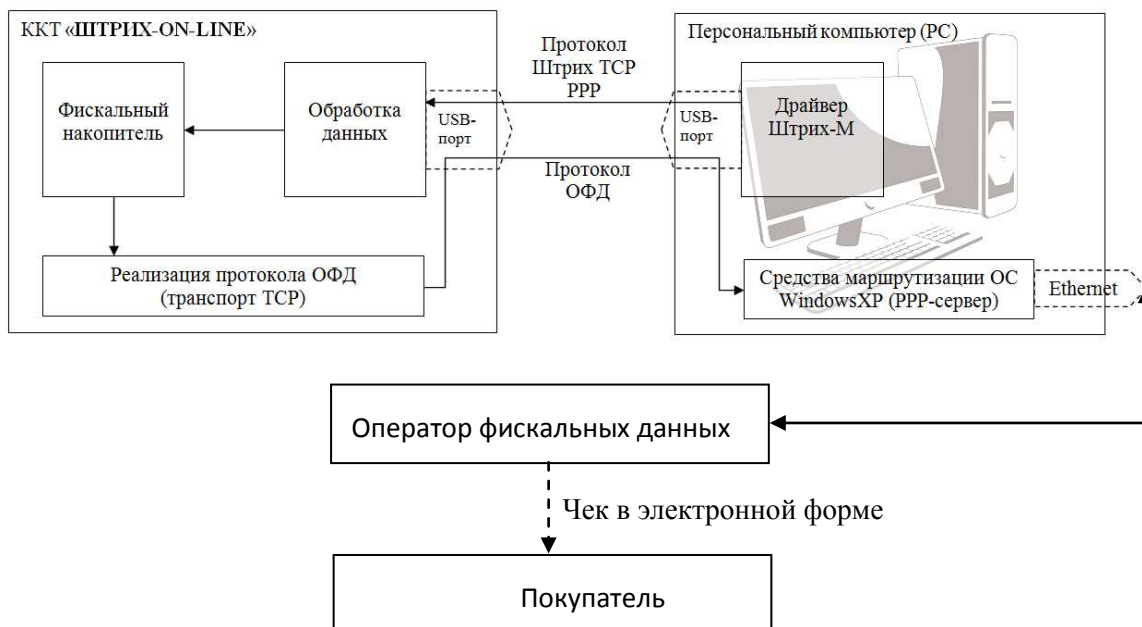 ККТ «ШТРИХ-ON-LINE»
Фискальный
накопитель
Обработка
данных
USB-
порт
Реализация протокола ОФД
(транспорт TCP)
Протокол
Штрих TCP
PPP
Протокол
ОФД
Персональный компьютер (PC)
USB-
порт
Драйвер
Штрих-М
Средства маршрутизации ОС
WindowsXP (PPP-сервер)
Ethernet
Оператор фискальных данных
Чек в электронной форме
Покупатель